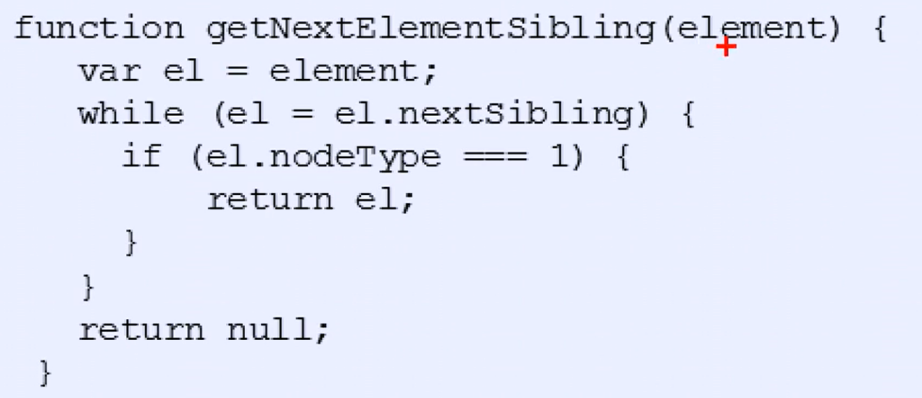 function getNextElementSibling(element) {
   var el = element;
   while (el = el.nextSibling) {
     if (el.nodeType === 1) {
         return el;
     }
   }
   return null;
 }